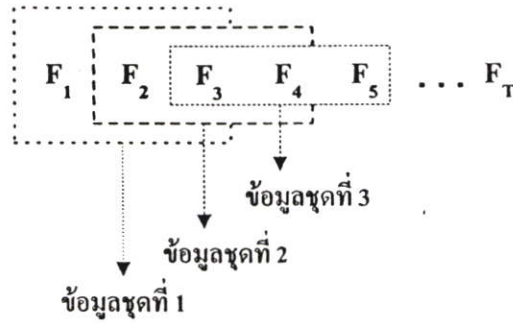 F₁ F₂ F₃ F₄ F₅ ... F_T
ข้อมูลชุดที่ 3
ข้อมูลชุดที่ 2
ข้อมูลชุดที่ 1